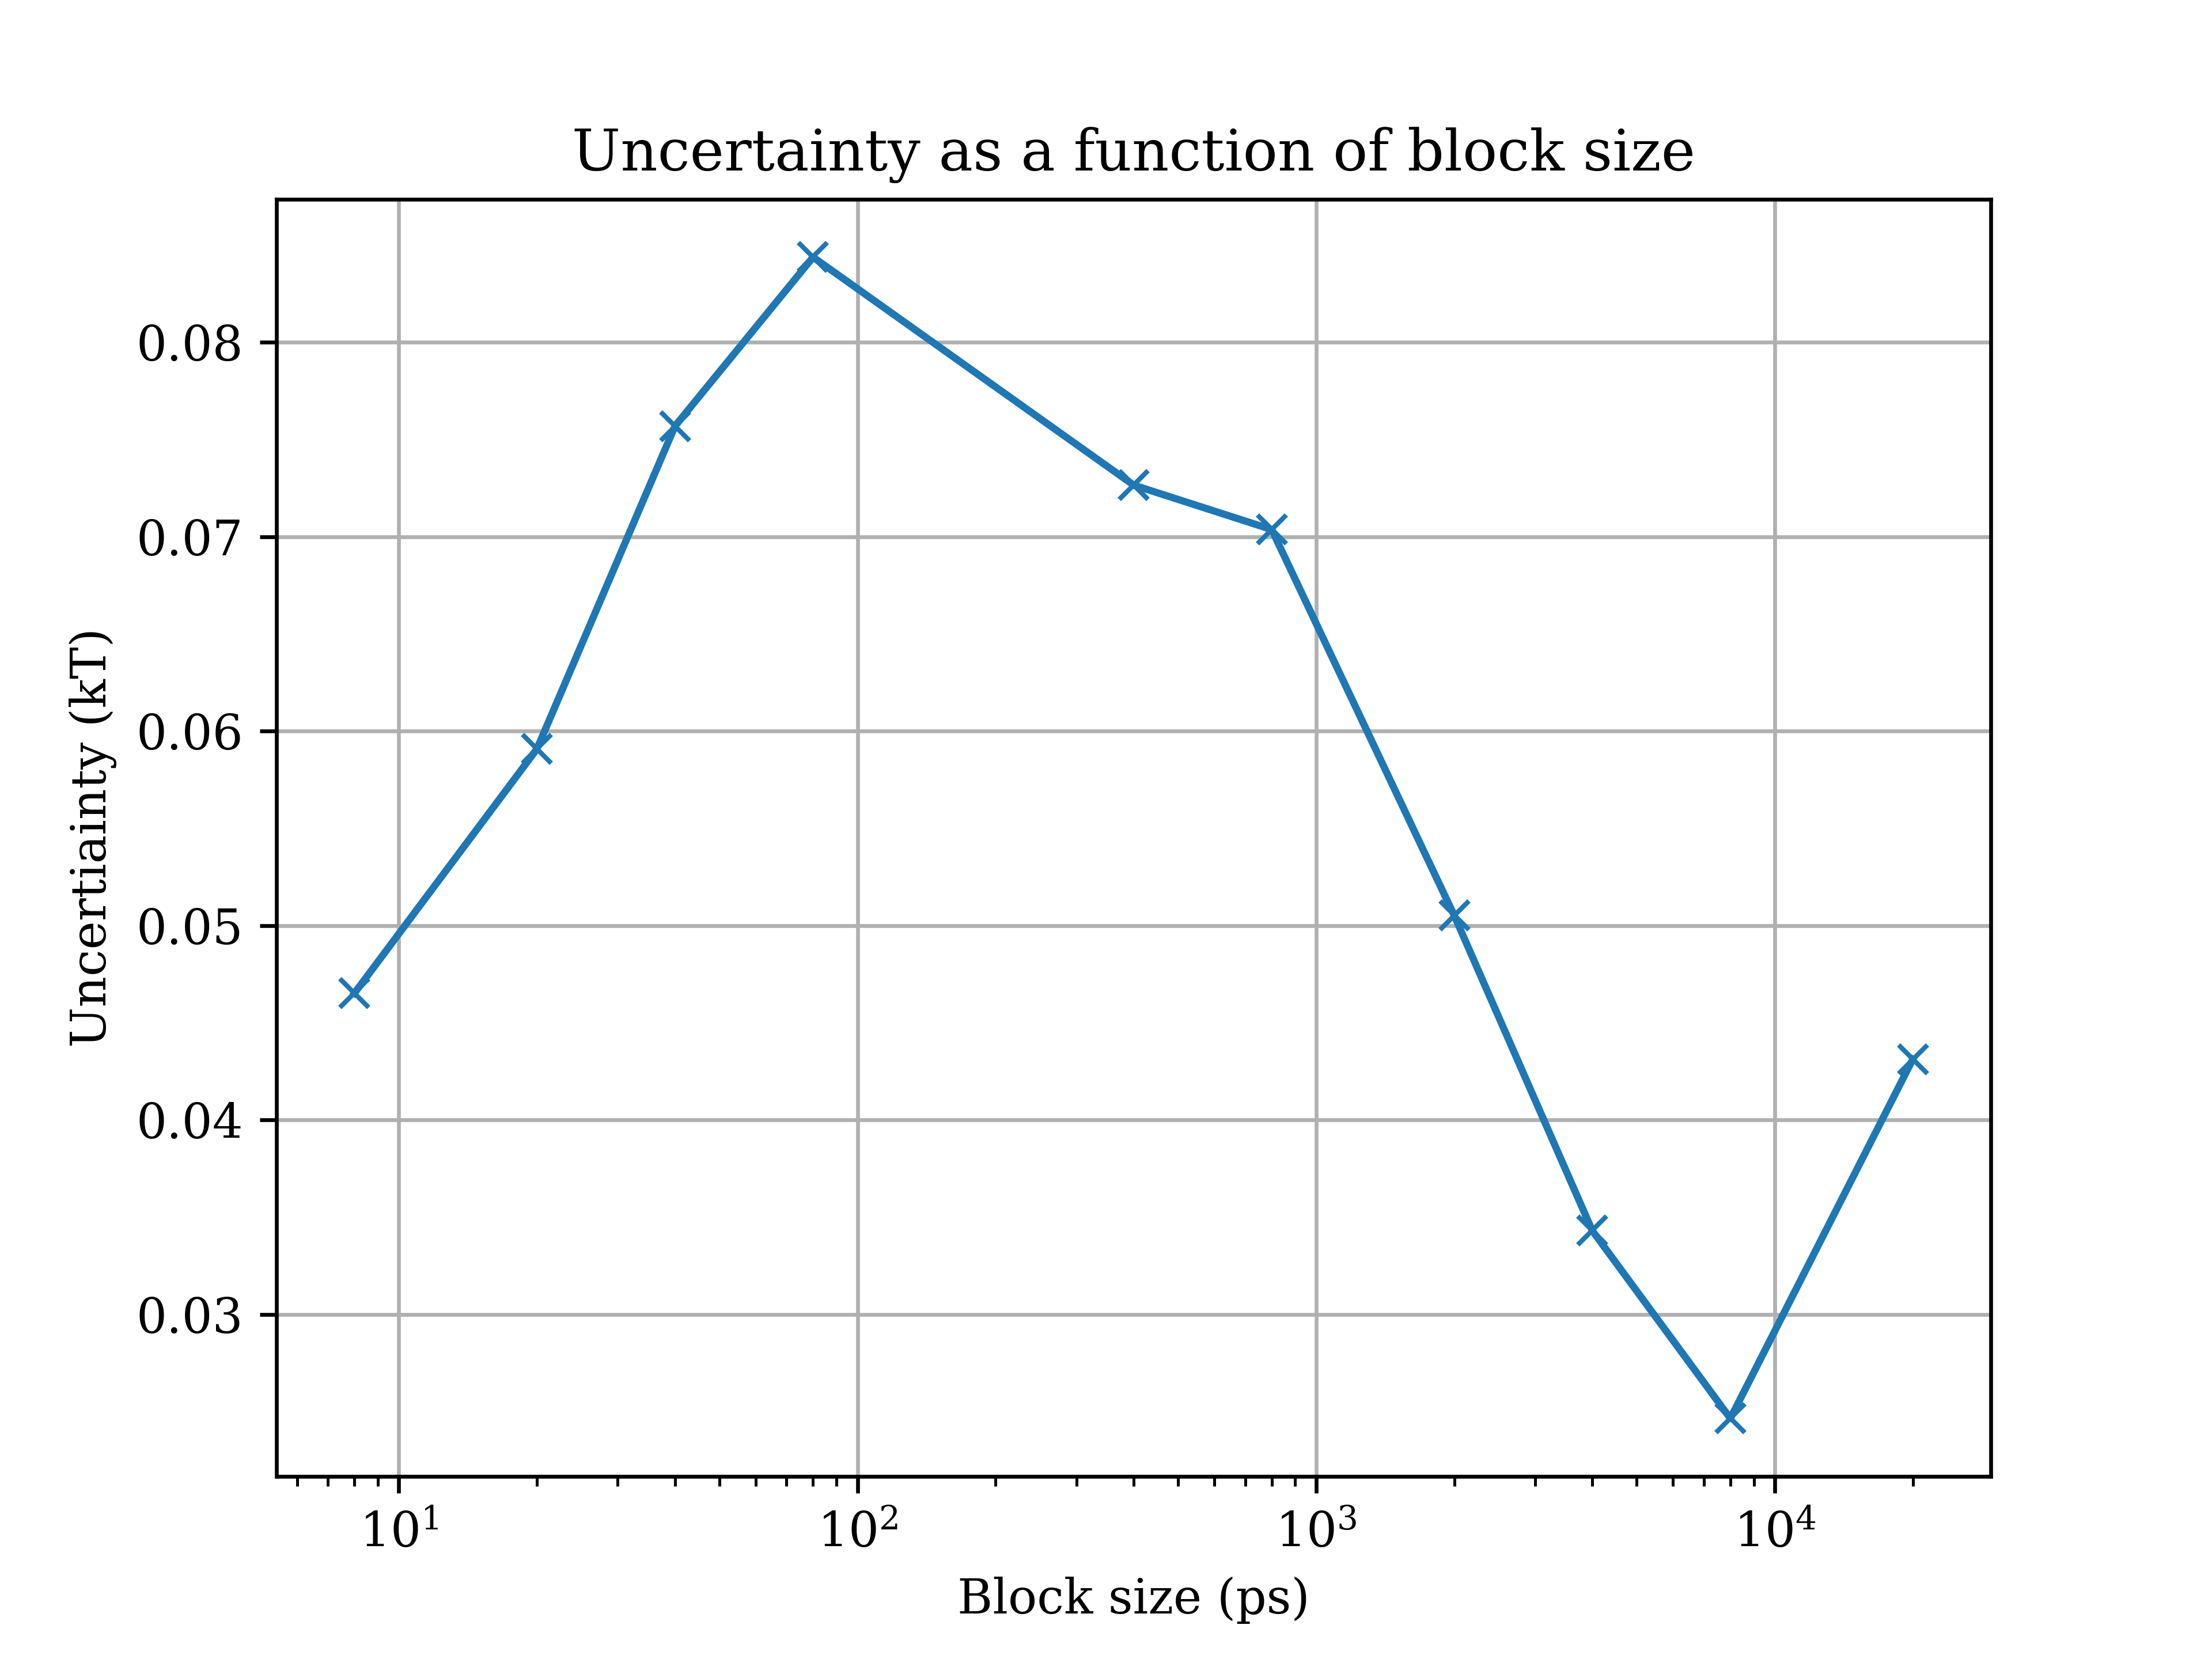 Uncertainty as a function of block size
Uncertiainty (kT)
0.08
0.07
0.06
0.05
0.04
0.03
10¹ 10² 10³ 10⁴
Block size (ps)